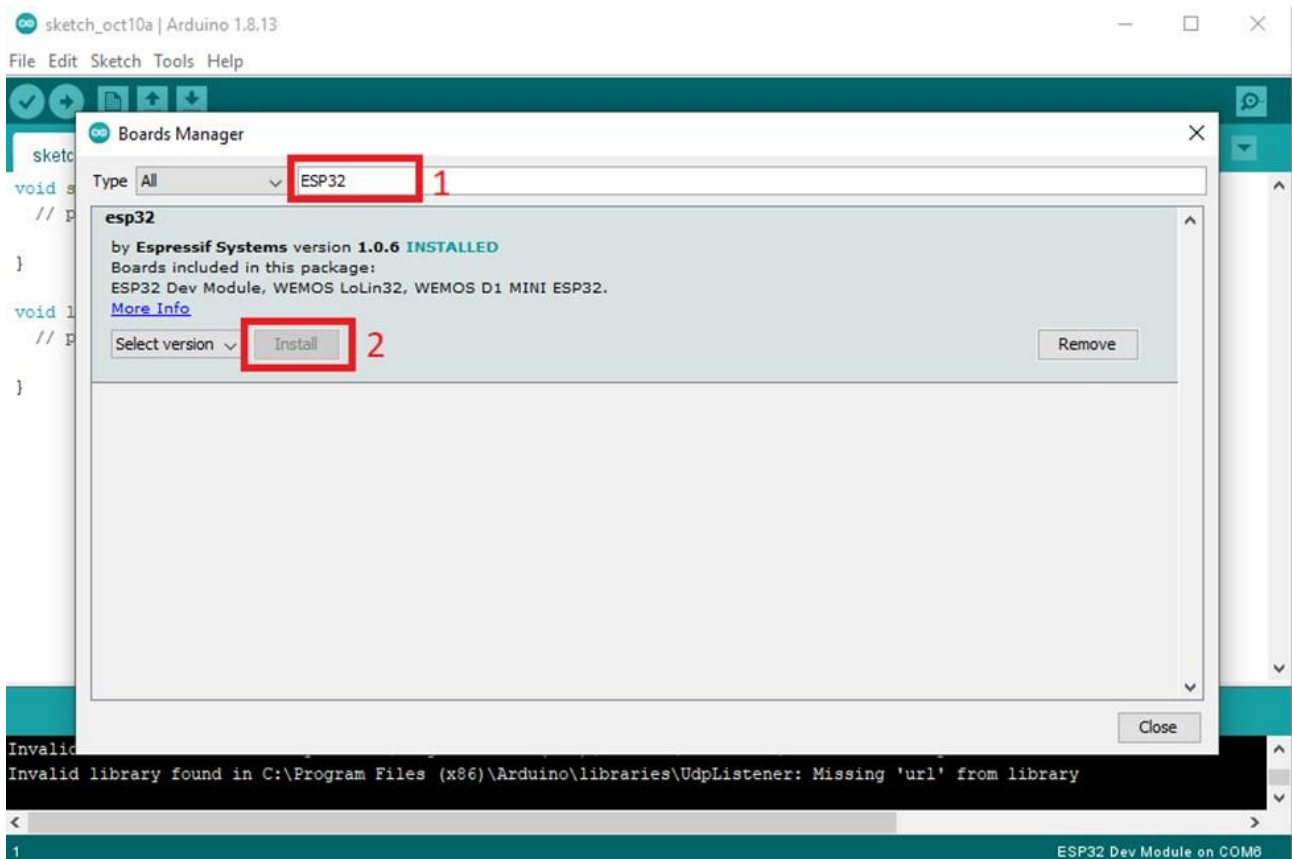 sketch_oct10a | Arduino 1.8.13
File Edit Sketch Tools Help
Boards Manager
sketc
Type All ESP32 1
void s
// p
esp32
by Espressif Systems version 1.0.6 INSTALLED
Boards included in this package:
}
ESP32 Dev Module, WEMOS LoLin32, WEMOS D1 MINI ESP32.
void l
More Info
// p
Select version Install 2 Remove
}
Close
Invalid
Invalid library found in C:\Program Files (x86)\Arduino\libraries\UdpListener: Missing 'url' from library
1 ESP32 Dev Module on COM6